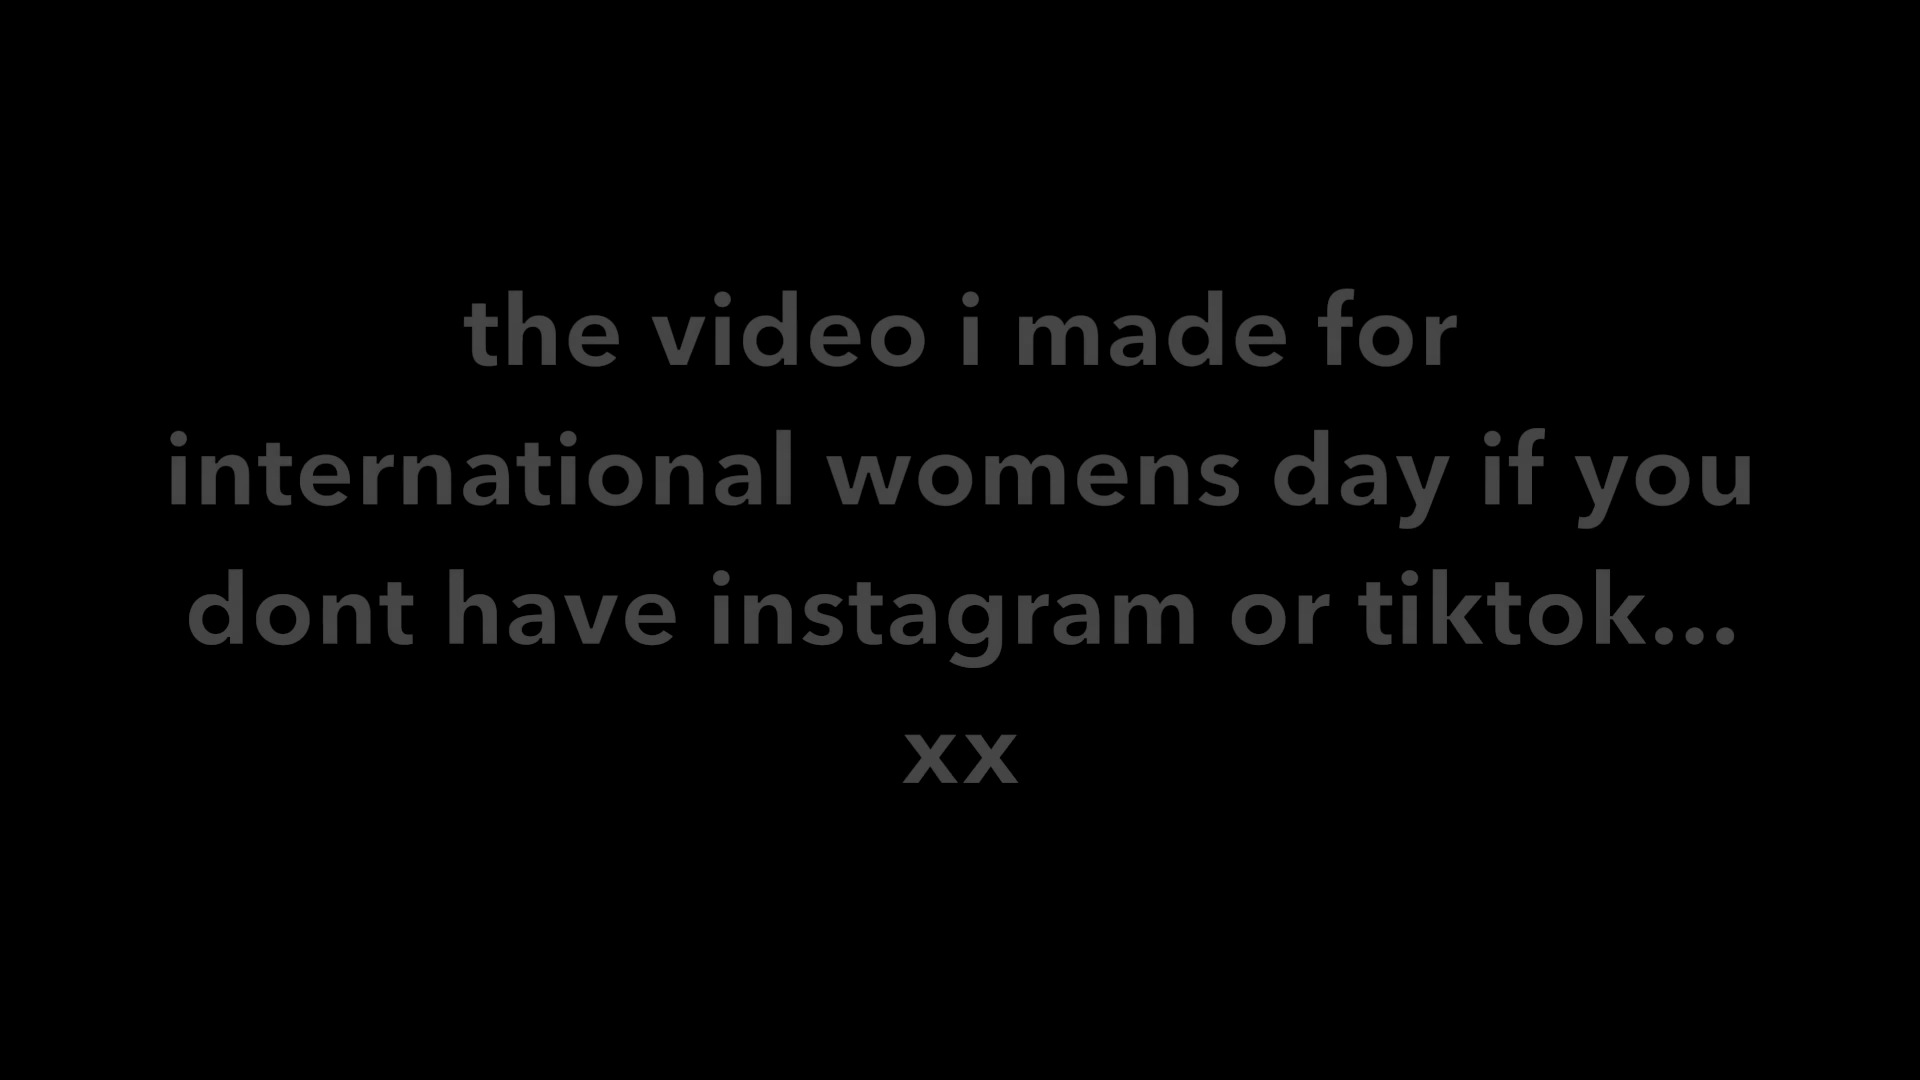 the video i made for
international womens day if you
dont have instagram or tiktok...
xx